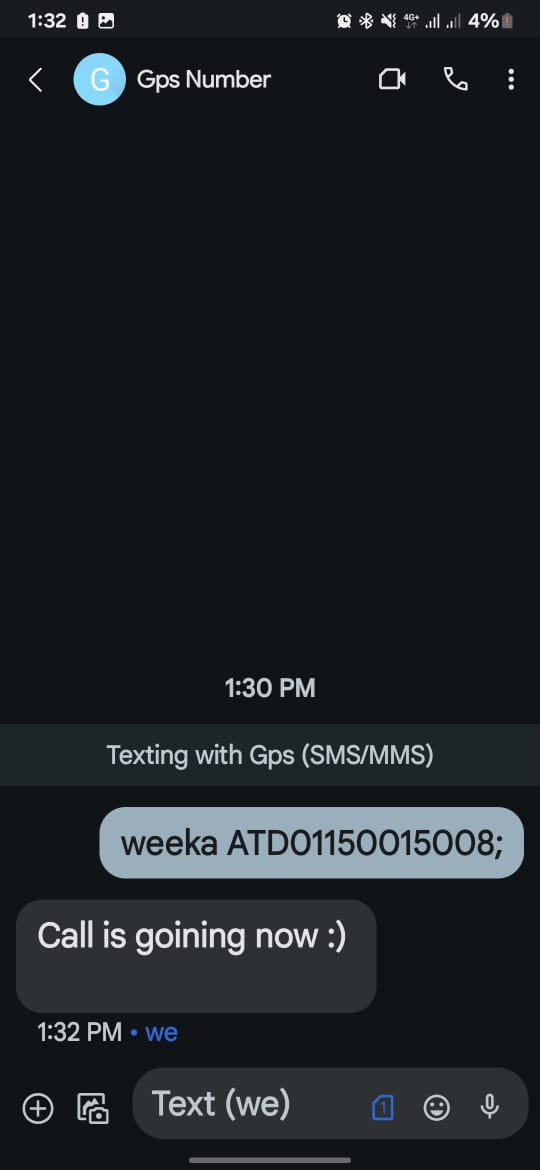 1:32 4G+ 4%
G Gps Number
1:30 PM
Texting with Gps (SMS/MMS)
weeka ATD01150015008;
Call is goining now :)
1:32 PM • we
Text (we) 1